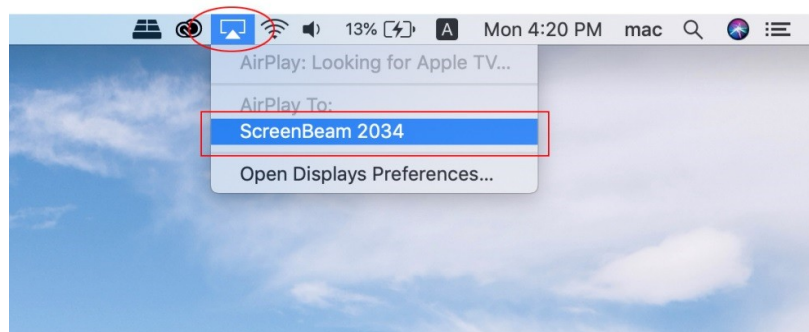 13% A Mon 4:20 PM mac
AirPlay: Looking for Apple TV...
AirPlay To:
ScreenBeam 2034
Open Displays Preferences...